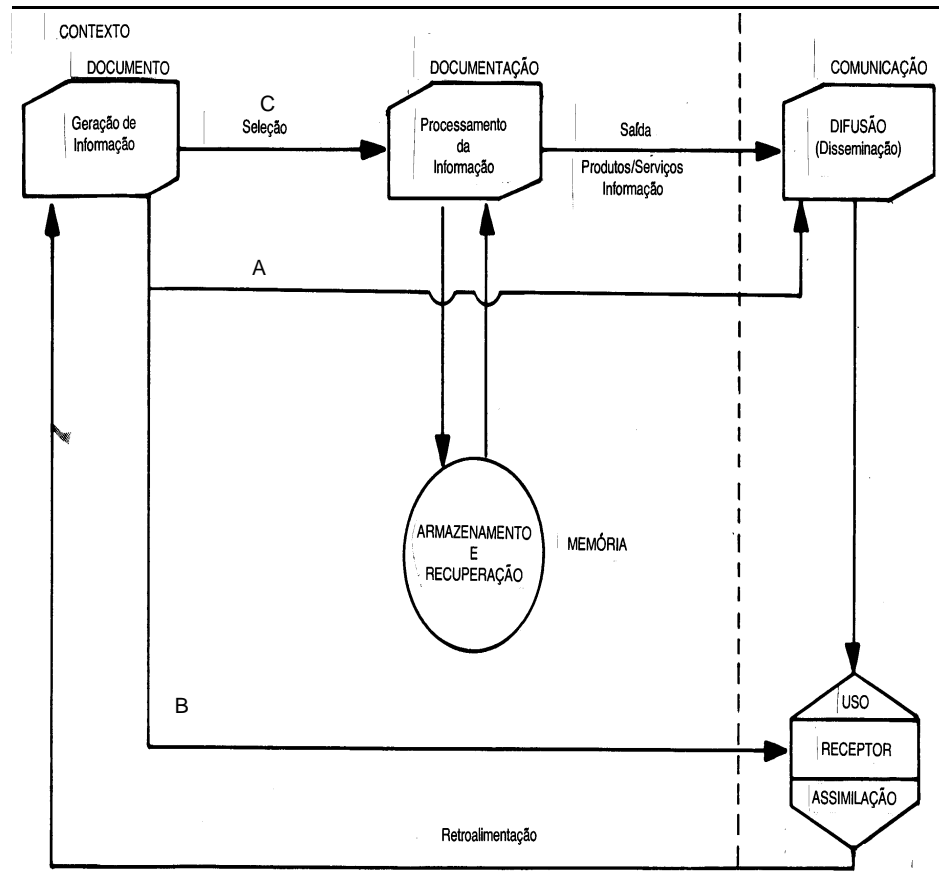 CONTEXTO
DOCUMENTO
DOCUMENTAÇÃO
COMUNICAÇÃO
Geração de
Informação
C
Seleção
Processamento
da
Informação
Saída
Produtos/Serviços
Informação
DIFUSÃO
(Disseminação)
A
ARMAZENAMENTO
E
RECUPERAÇÃO
MEMÓRIA
B
USO
RECEPTOR
ASSIMILAÇÃO
Retroalimentação